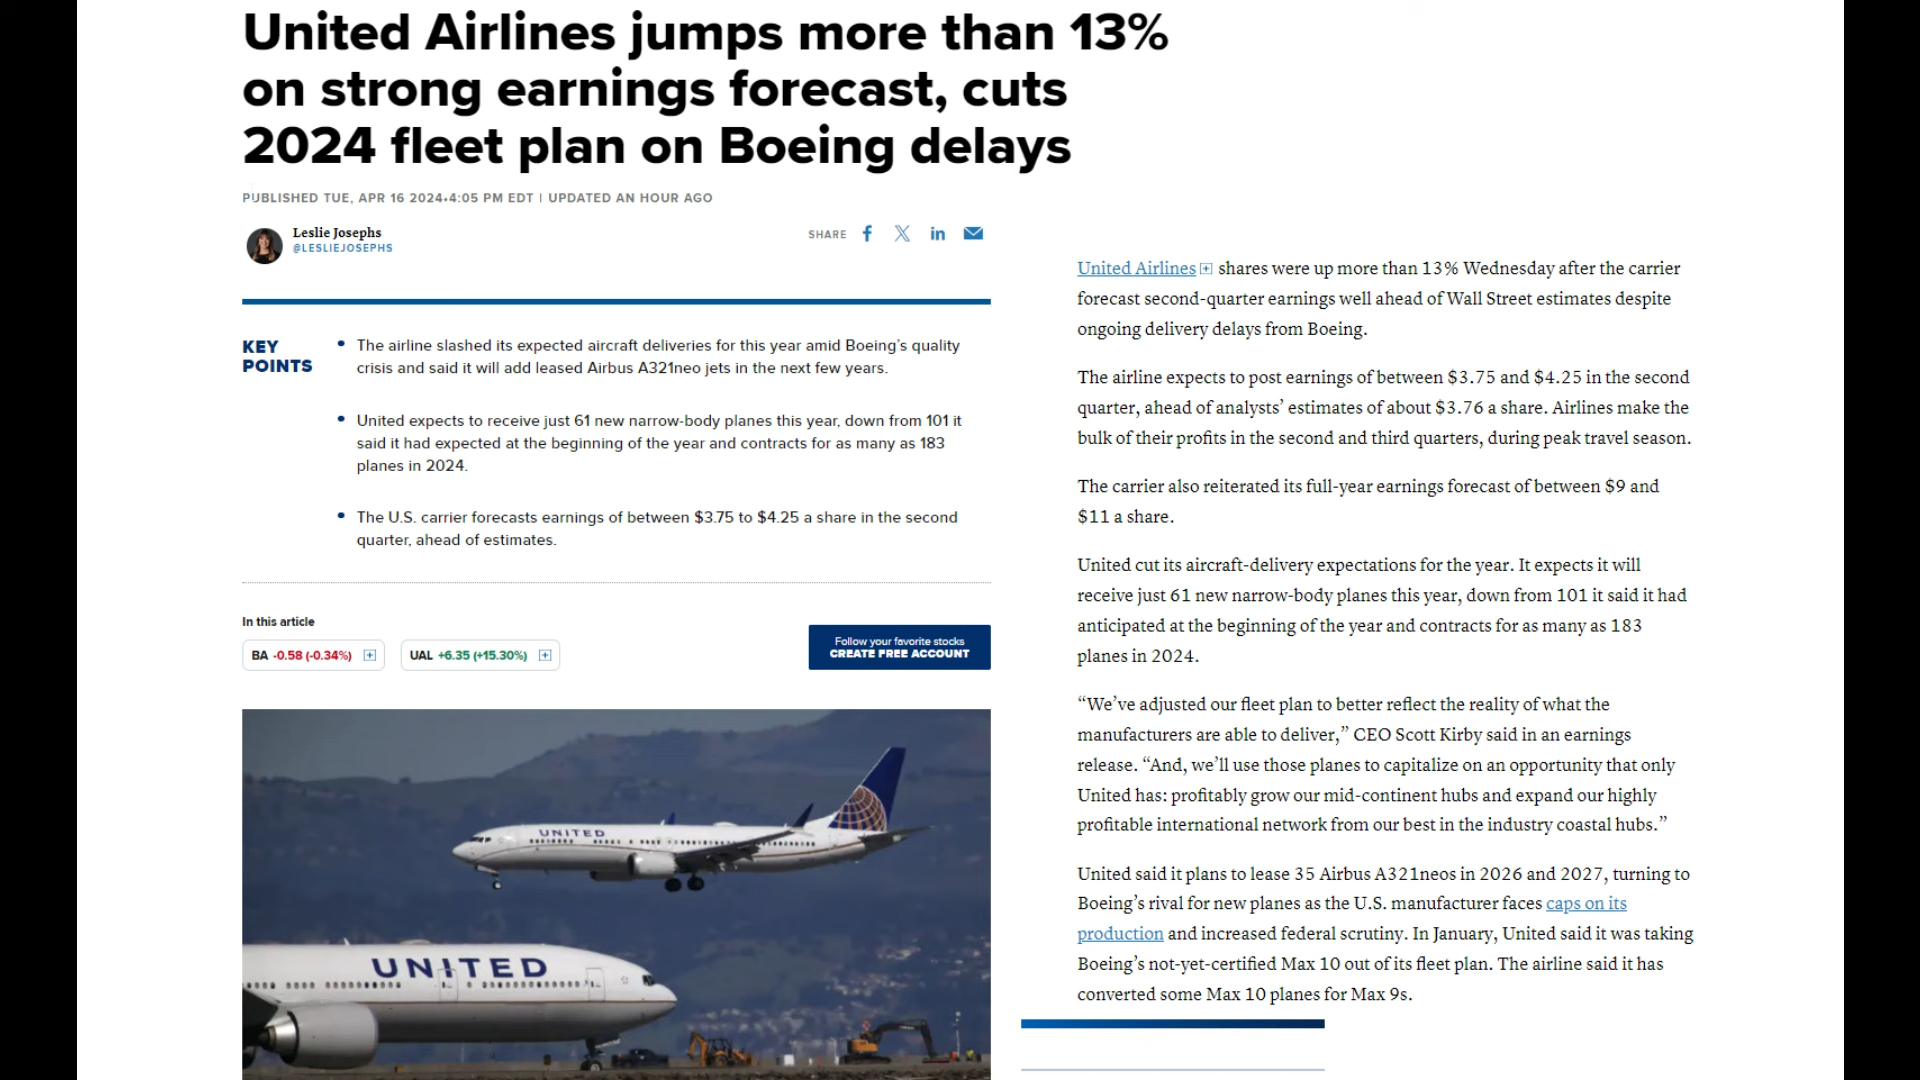 United Airlines jumps more than 13%
on strong earnings forecast, cuts
2024 fleet plan on Boeing delays
PUBLISHED TUE, APR 16 2024•4:05 PM EDT | UPDATED AN HOUR AGO
Leslie Josephs
@LESLIEJOSEPHS
SHARE
KEY
POINTS
• The airline slashed its expected aircraft deliveries for this year amid Boeing’s quality
crisis and said it will add leased Airbus A321neo jets in the next few years.
• United expects to receive just 61 new narrow-body planes this year, down from 101 it
said it had expected at the beginning of the year and contracts for as many as 183
planes in 2024.
• The U.S. carrier forecasts earnings of between $3.75 to $4.25 a share in the second
quarter, ahead of estimates.
In this article
BA -0.58 (-0.34%)
UAL +6.35 (+15.30%)
Follow your favorite stocks
CREATE FREE ACCOUNT
UNITED
UNITED
United Airlines shares were up more than 13% Wednesday after the carrier
forecast second-quarter earnings well ahead of Wall Street estimates despite
ongoing delivery delays from Boeing.
The airline expects to post earnings of between $3.75 and $4.25 in the second
quarter, ahead of analysts’ estimates of about $3.76 a share. Airlines make the
bulk of their profits in the second and third quarters, during peak travel season.
The carrier also reiterated its full-year earnings forecast of between $9 and
$11 a share.
United cut its aircraft-delivery expectations for the year. It expects it will
receive just 61 new narrow-body planes this year, down from 101 it said it had
anticipated at the beginning of the year and contracts for as many as 183
planes in 2024.
“We’ve adjusted our fleet plan to better reflect the reality of what the
manufacturers are able to deliver,” CEO Scott Kirby said in an earnings
release. “And, we’ll use those planes to capitalize on an opportunity that only
United has: profitably grow our mid-continent hubs and expand our highly
profitable international network from our best in the industry coastal hubs.”
United said it plans to lease 35 Airbus A321neos in 2026 and 2027, turning to
Boeing’s rival for new planes as the U.S. manufacturer faces caps on its
production and increased federal scrutiny. In January, United said it was taking
Boeing’s not-yet-certified Max 10 out of its fleet plan. The airline said it has
converted some Max 10 planes for Max 9s.